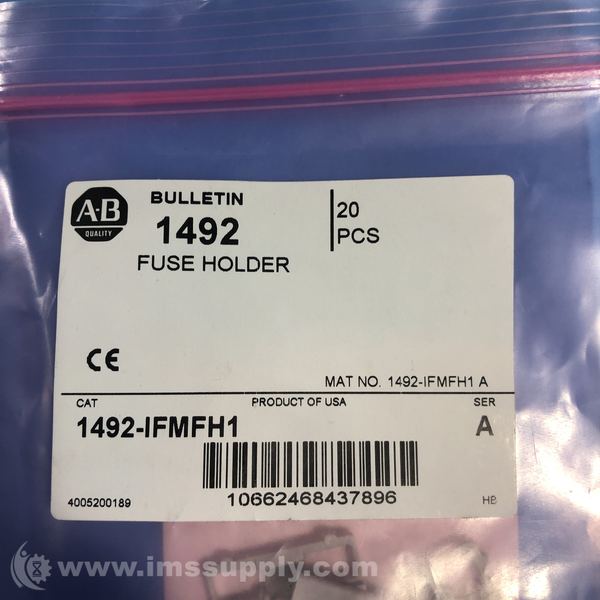 A-B
QUALITY
BULLETIN
1492
FUSE HOLDER
20
PCS
CE
MAT NO. 1492-IFMFH1 A
CAT
PRODUCT OF USA
SER
1492-IFMFH1
A
10662468437896
4005200189
HB
www.imssupply.com